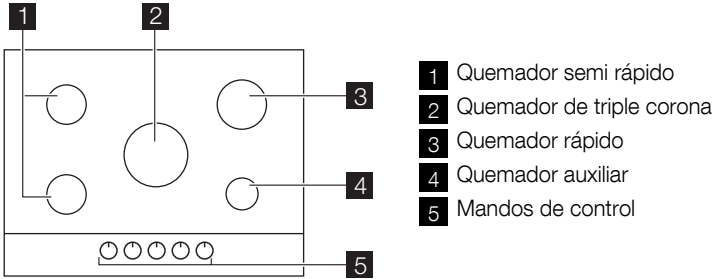 1
2
3
4
5
1 Quemador semi rápido
2 Quemador de triple corona
3 Quemador rápido
4 Quemador auxiliar
5 Mandos de control